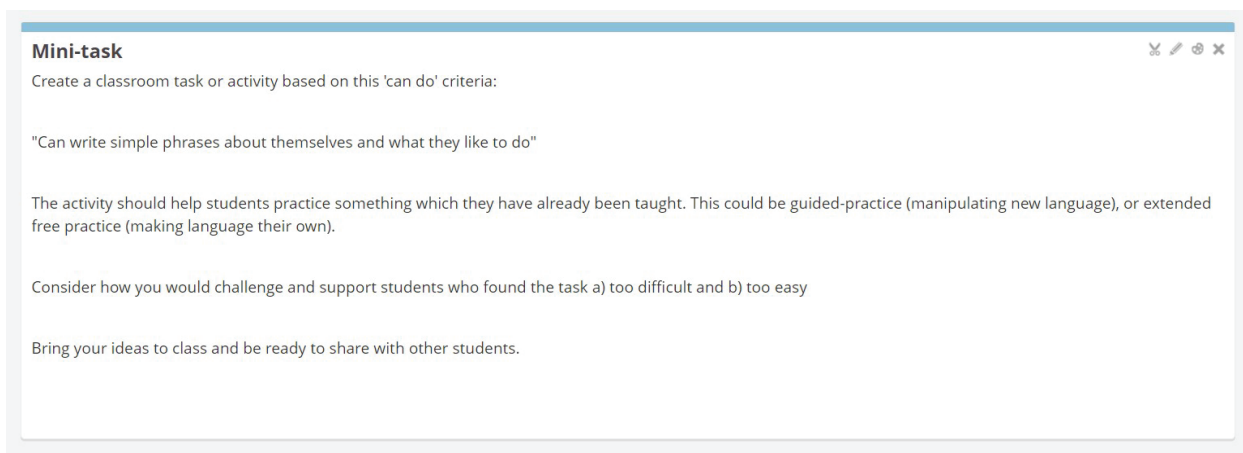 Mini-task
Create a classroom task or activity based on this 'can do' criteria:
"Can write simple phrases about themselves and what they like to do"
The activity should help students practice something which they have already been taught. This could be guided-practice (manipulating new language), or extended
free practice (making language their own).
Consider how you would challenge and support students who found the task a) too difficult and b) too easy
Bring your ideas to class and be ready to share with other students.